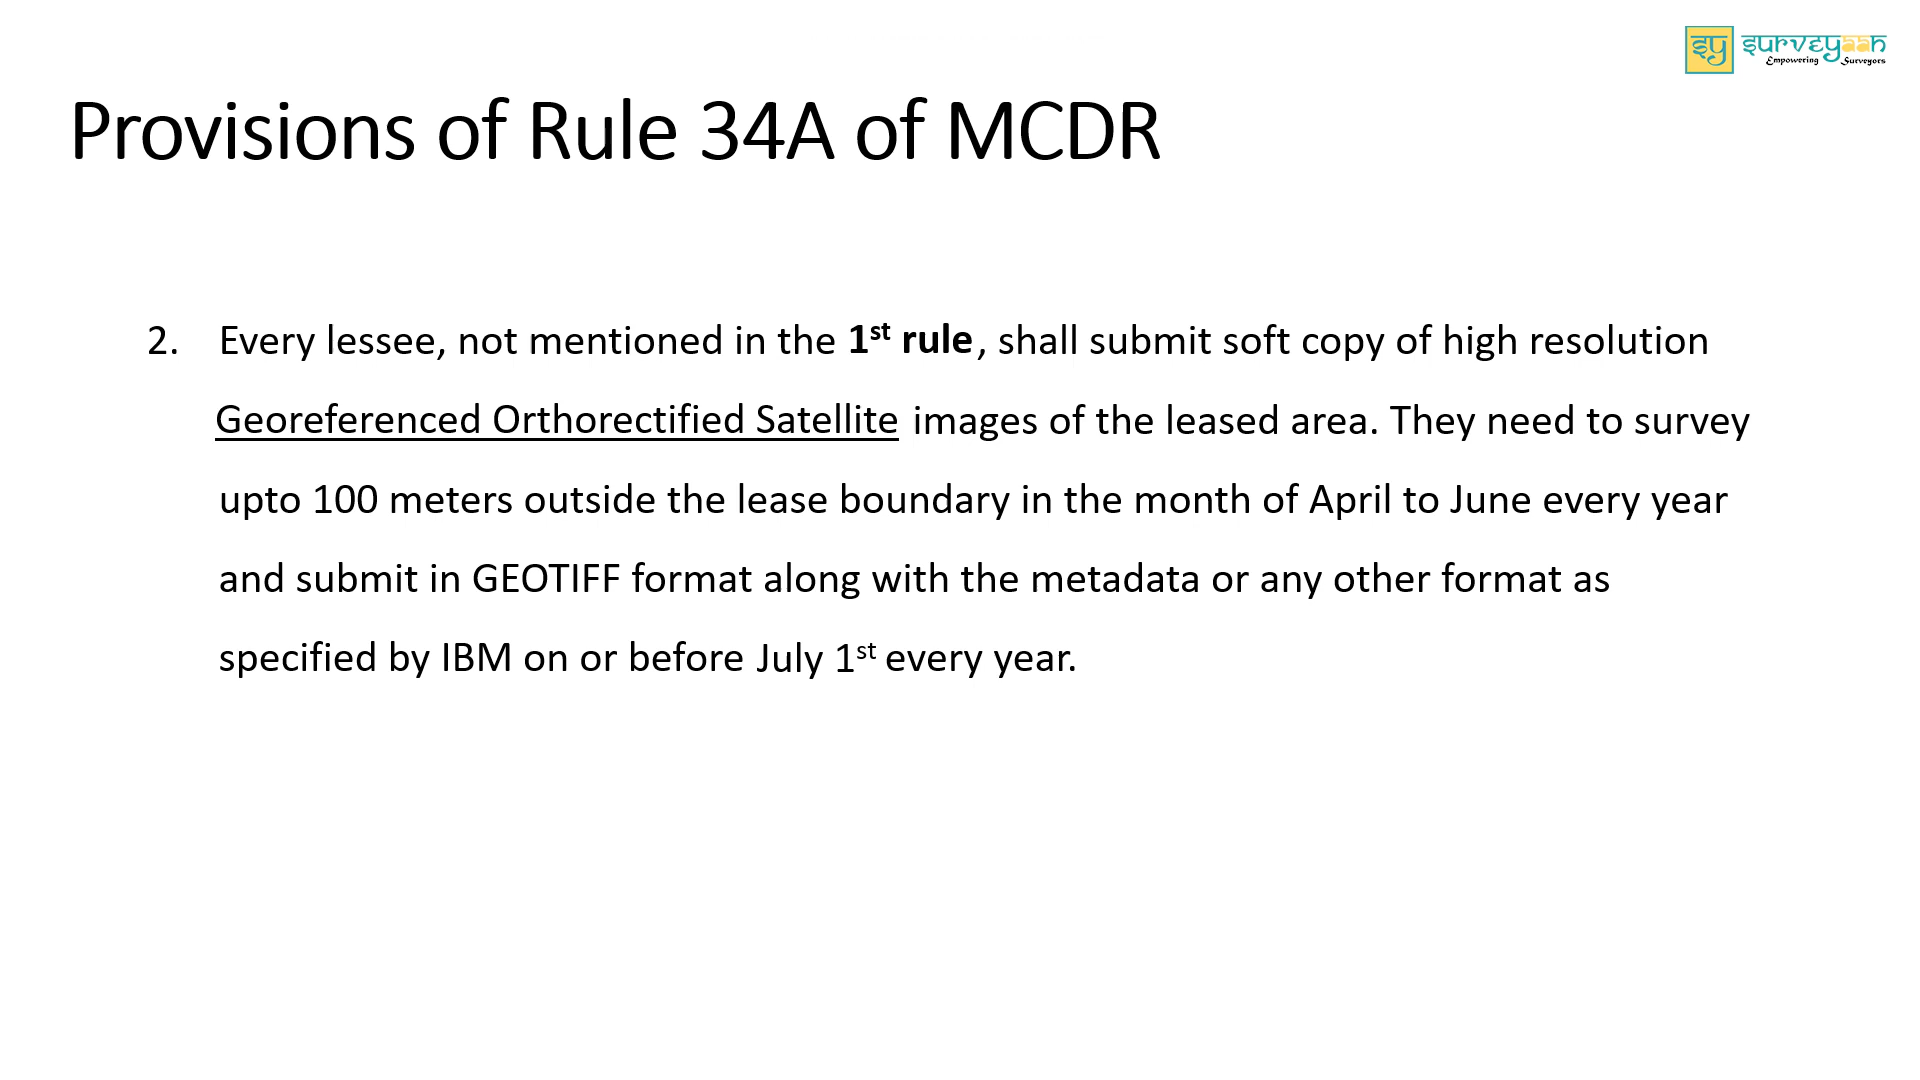 sy surveyaan
Empowering Surveyors
Provisions of Rule 34A of MCDR
2. Every lessee, not mentioned in the 1st rule, shall submit soft copy of high resolution
Georeferenced Orthorectified Satellite images of the leased area. They need to survey
upto 100 meters outside the lease boundary in the month of April to June every year
and submit in GEOTIFF format along with the metadata or any other format as
specified by IBM on or before July 1st every year.